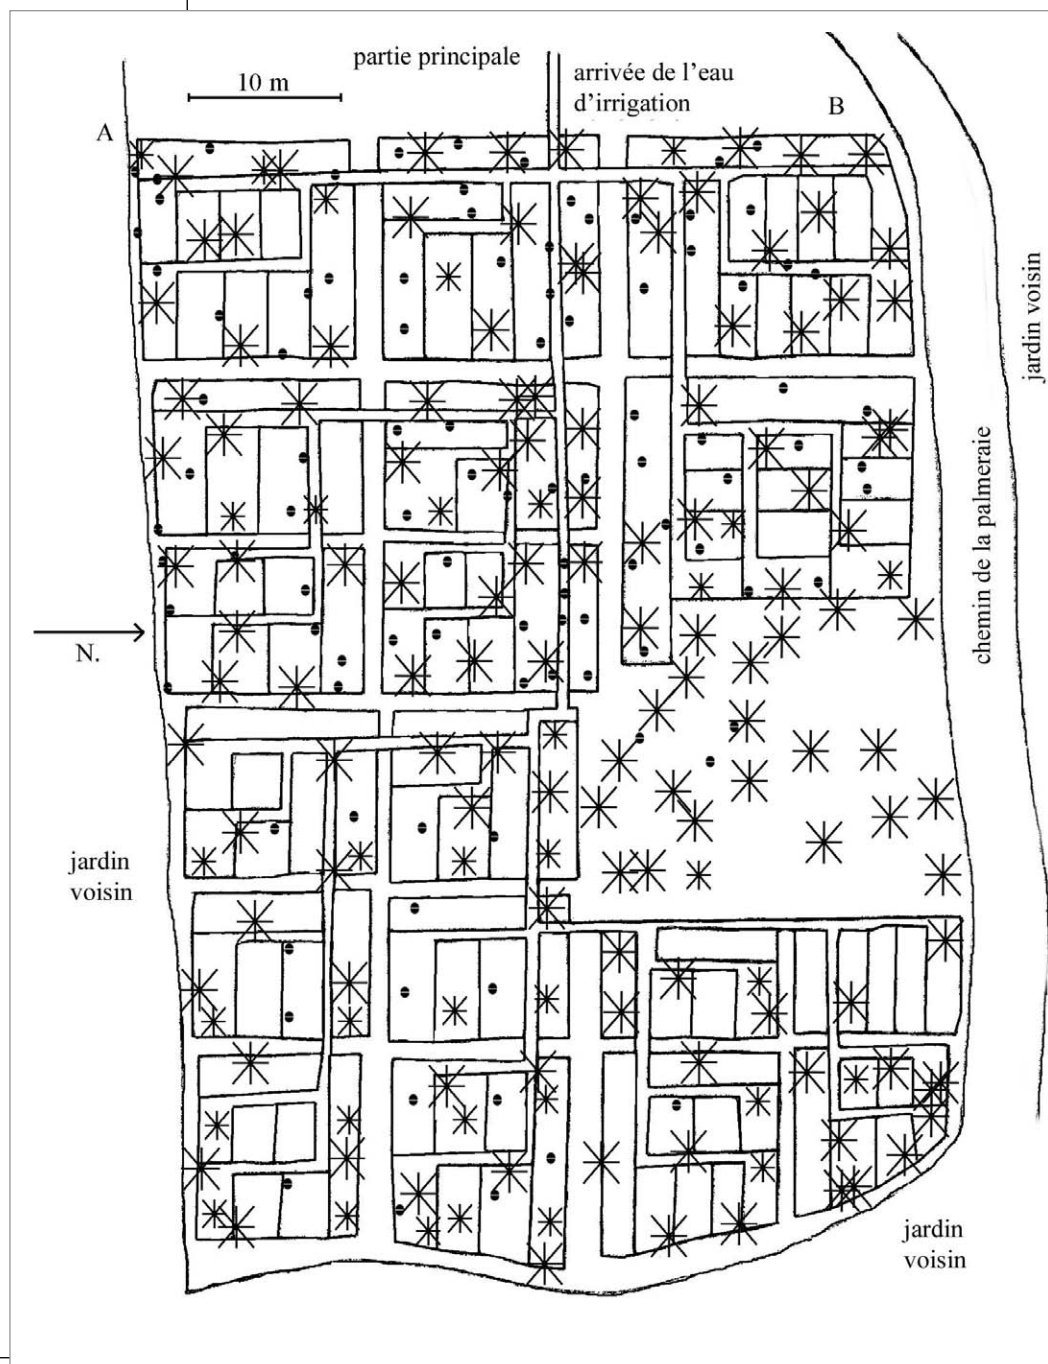 partie principale
10 m
arrivée de l'eau
d'irrigation
A
B
jardin voisin
chemin de la palmeraie
N.
jardin
voisin
jardin
voisin